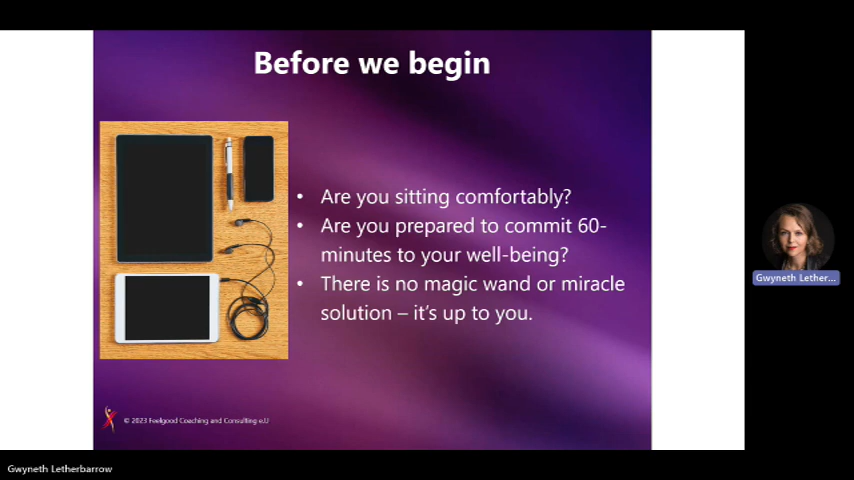 Before we begin
• Are you sitting comfortably?
• Are you prepared to commit 60-
minutes to your well-being?
• There is no magic wand or miracle
solution – it's up to you.
Gwyneth Lether...
© 2023 Feelgood Coaching and Consulting e.U
Gwyneth Letherbarrow